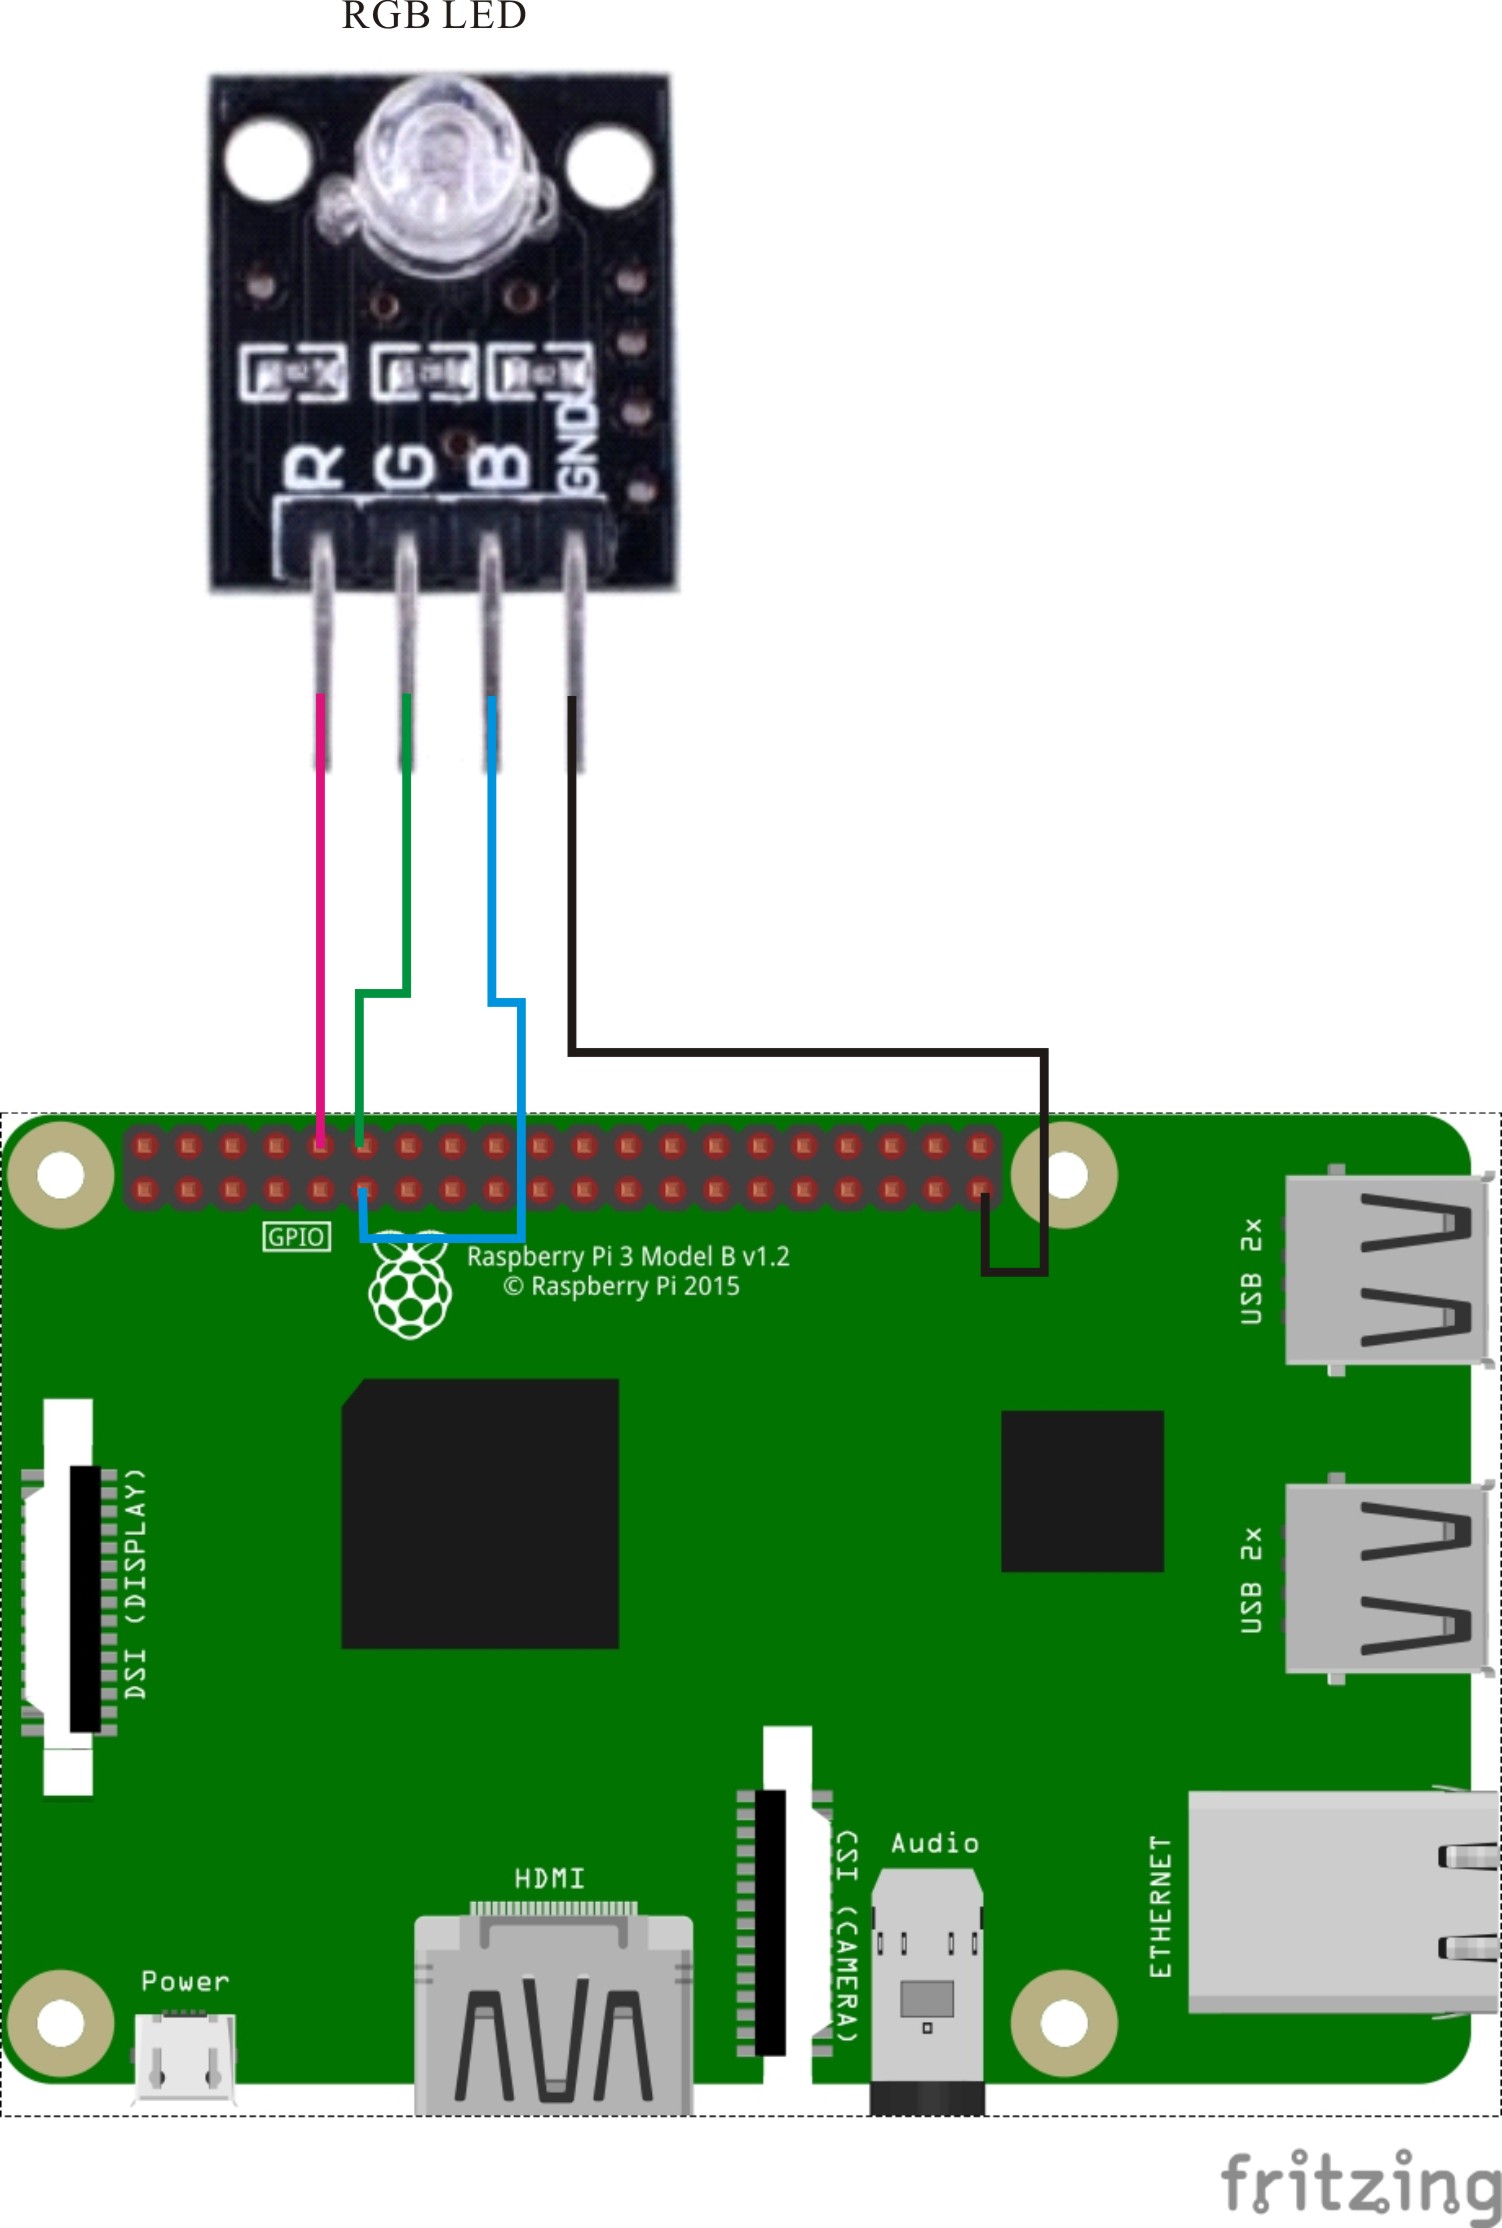 RGB LED
R G B GND
GPIO
Raspberry Pi 3 Model B v1.2
© Raspberry Pi 2015
USB 2x
USB 2x
DSI (DISPLAY)
CSI (CAMERA)
Audio
ETHERNET
HDMI
Power
fritzing